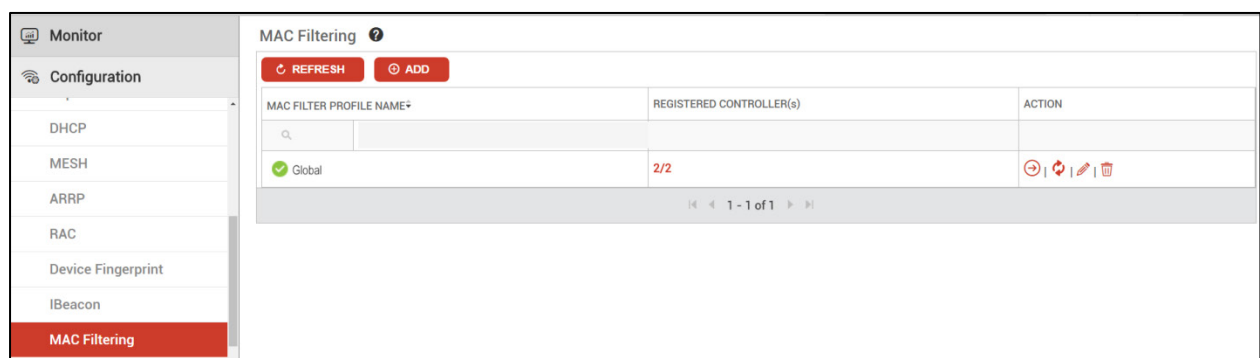 Monitor
Configuration
DHCP
MESH
ARRP
RAC
Device Fingerprint
IBeacon
MAC Filtering
MAC Filtering ?
REFRESH ADD
MAC FILTER PROFILE NAME REGISTERED CONTROLLER(s) ACTION
Global 2/2 | | |
1 - 1 of 1